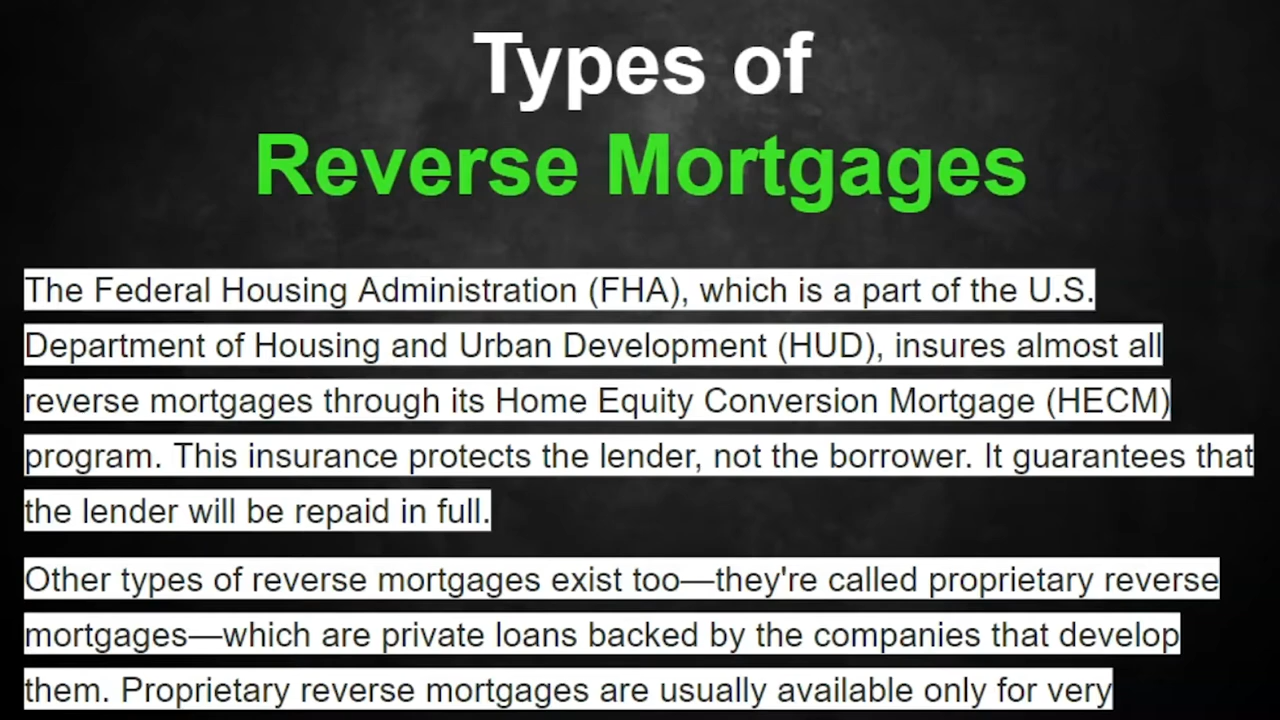 Types of
Reverse Mortgages
The Federal Housing Administration (FHA), which is a part of the U.S.
Department of Housing and Urban Development (HUD), insures almost all
reverse mortgages through its Home Equity Conversion Mortgage (HECM)
program. This insurance protects the lender, not the borrower. It guarantees that
the lender will be repaid in full.
Other types of reverse mortgages exist too—they're called proprietary reverse
mortgages—which are private loans backed by the companies that develop
them. Proprietary reverse mortgages are usually available only for very